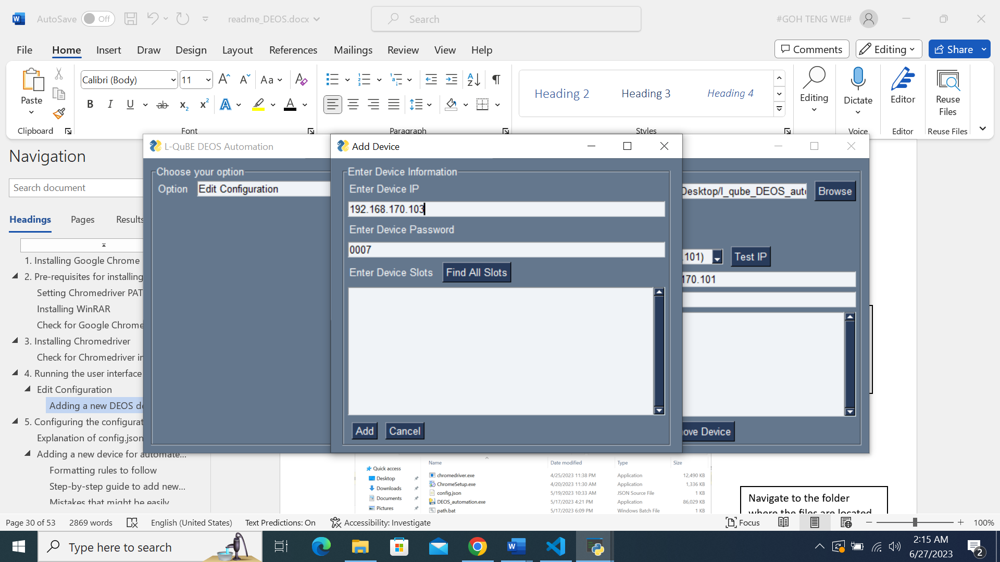 AutoSave Off readme_DEOS.docx Search #GOH TENG WEI#
File Home Insert Draw Design Layout References Mailings Review View Help Comments Editing Share
Paste
Clipboard
Calibri (Body) 11
Font
Paragraph
Heading 2 Heading 3 Heading 4
Styles
Editing
Dictate
Voice
Editor
Editor
Reuse
Files
Reuse Files
Navigation
Search document
Headings Pages Results
1. Installing Google Chrome
2. Pre-requisites for installing
Setting Chromedriver PAT
Installing WinRAR
Check for Google Chrome
3. Installing Chromedriver
Check for Chromedriver in
4. Running the user interface
Edit Configuration
Adding a new DEOS de
5. Configuring the configurat
Explanation of config.json
Adding a new device for automate...
Formatting rules to follow
Step-by-step guide to add new...
Mistakes that might be easily
L-QuBE DEOS Automation
Choose your option
Option Edit Configuration
Add Device
Enter Device Information
Enter Device IP
192.168.170.103
Enter Device Password
0007
Enter Device Slots Find All Slots
Add Cancel
Desktop/l_qube_DEOS_auto Browse
.101) Test IP
170.101
ove Device
Name Date modified Type Size
Quick access
Desktop
Downloads
Documents
Pictures
chromedriver.exe 4/25/2023 11:38 PM Application 12,490 KB
ChromeSetup.exe 4/20/2023 11:30 AM Application 1,336 KB
config.json 5/19/2023 10:33 AM JSON Source File 1 KB
DEOS_automation.exe 5/17/2023 4:21 PM Application 86,029 KB
path.bat 5/17/2023 6:09 PM Windows Batch File 1 KB
Navigate to the folder
where the files are located
Page 30 of 53 2869 words English (United States) Text Predictions: On Accessibility: Investigate Focus 100%
Type here to search
2:15 AM
6/27/2023
2